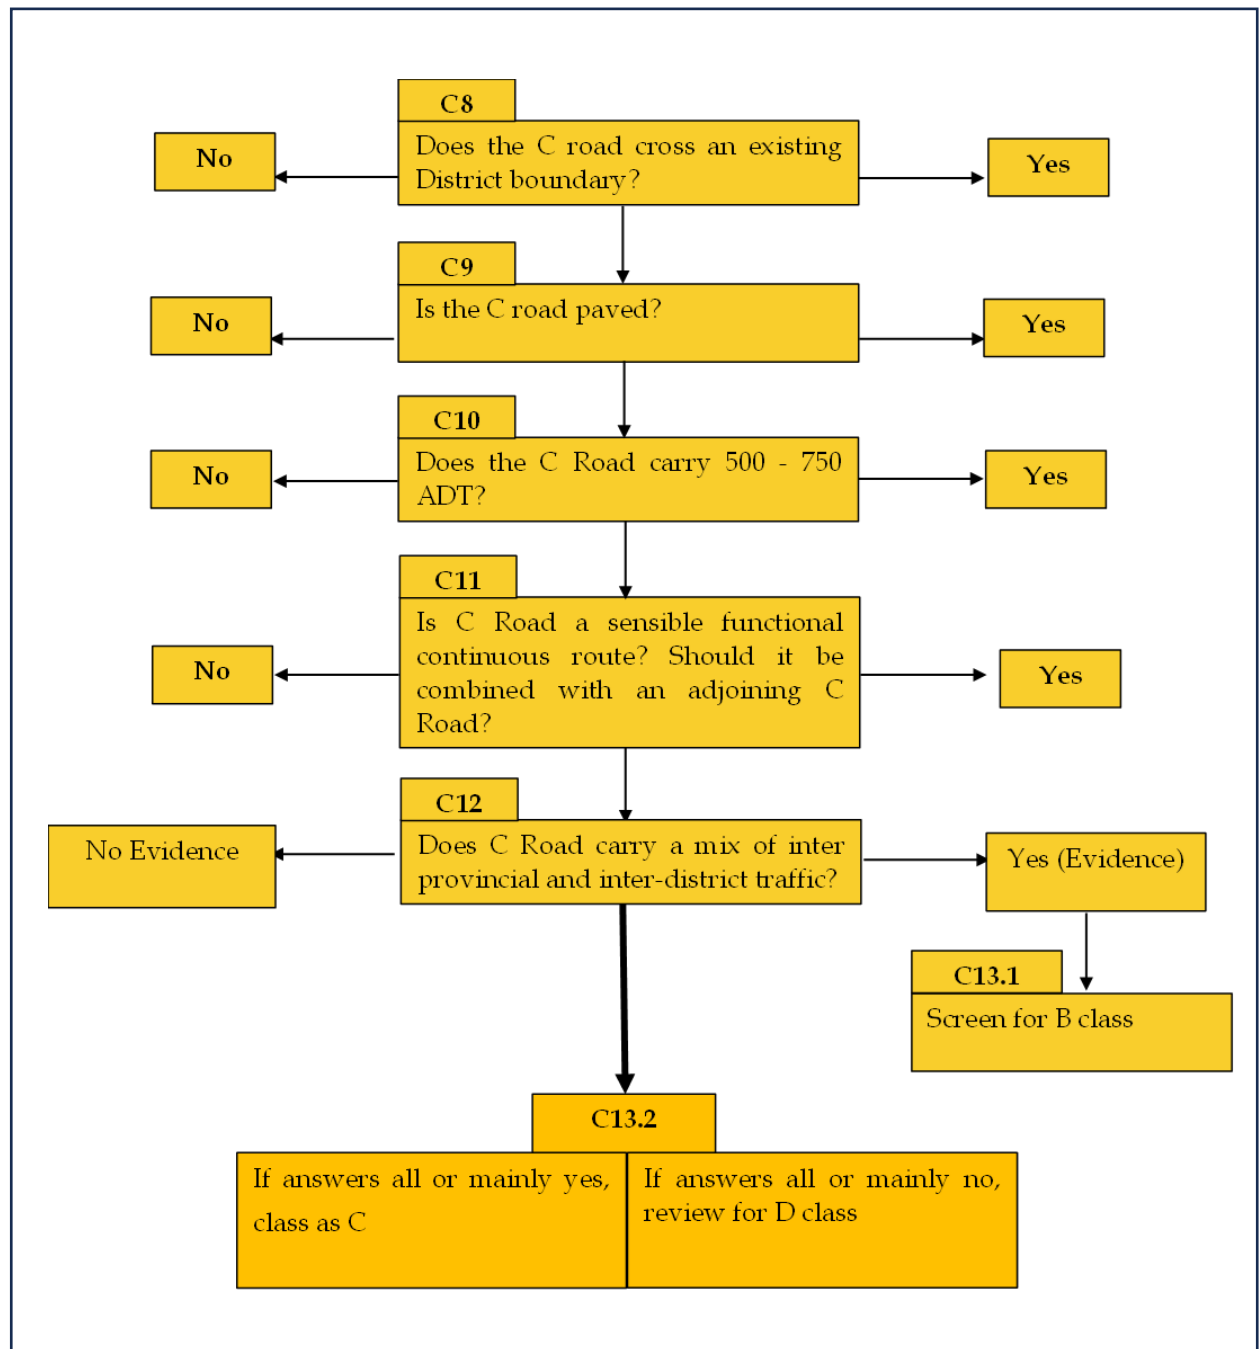 C8
No
Does the C road cross an existing
District boundary?
Yes
C9
No
Is the C road paved?
Yes
C10
No
Does the C Road carry 500 - 750
ADT?
Yes
C11
No
Is C Road a sensible functional
continuous route? Should it be
combined with an adjoining C
Road?
Yes
C12
No Evidence
Does C Road carry a mix of inter
provincial and inter-district traffic?
Yes (Evidence)
C13.1
Screen for B class
C13.2
If answers all or mainly yes,
class as C
If answers all or mainly no,
review for D class